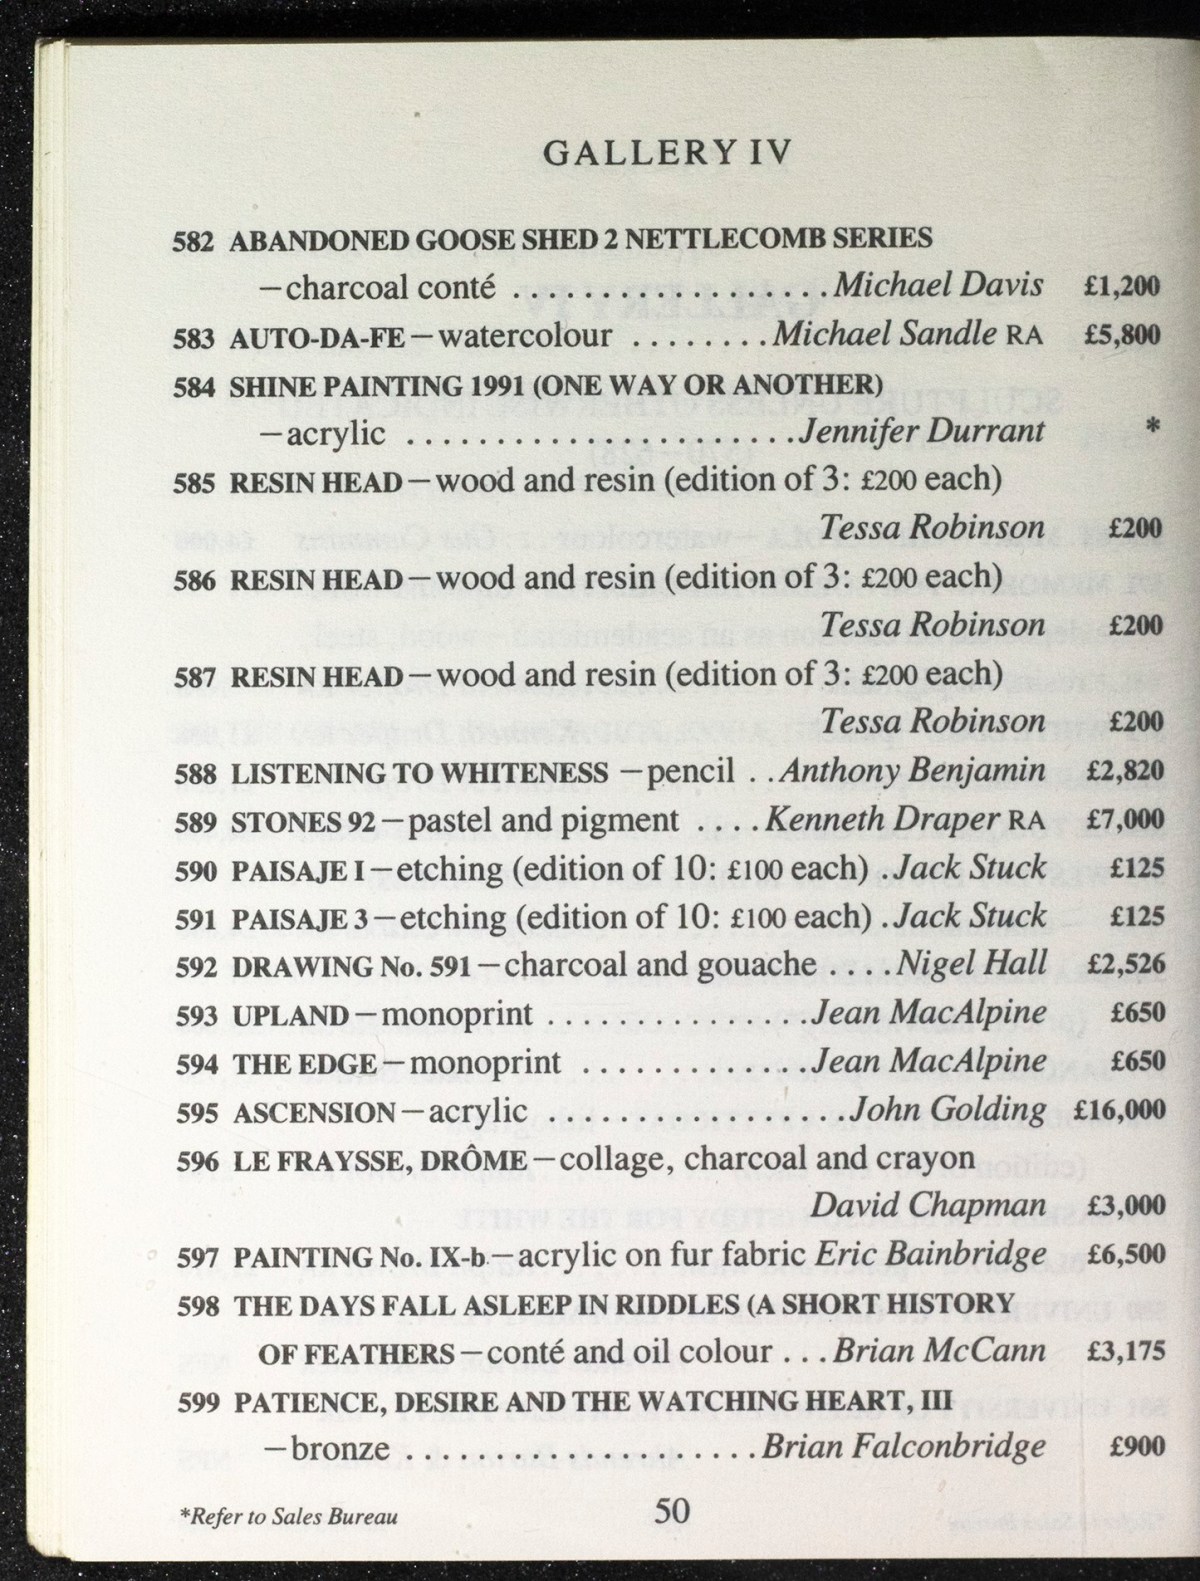 GALLERY IV
582 ABANDONED GOOSE SHED 2 NETTLECOMB SERIES
—charcoal conté . . . . . . . . . . . . . . . . . . Michael Davis £1,200
583 AUTO-DA-FE—watercolour . . . . . . . . Michael Sandle RA £5,800
584 SHINE PAINTING 1991 (ONE WAY OR ANOTHER)
—acrylic . . . . . . . . . . . . . . . . . . . . . . . Jennifer Durrant *
585 RESIN HEAD—wood and resin (edition of 3: £200 each)
Tessa Robinson £200
586 RESIN HEAD—wood and resin (edition of 3: £200 each)
Tessa Robinson £200
587 RESIN HEAD—wood and resin (edition of 3: £200 each)
Tessa Robinson £200
588 LISTENING TO WHITENESS —pencil . . Anthony Benjamin £2,820
589 STONES 92—pastel and pigment . . . . Kenneth Draper RA £7,000
590 PAISAJE I—etching (edition of 10: £100 each) . Jack Stuck £125
591 PAISAJE 3—etching (edition of 10: £100 each) . Jack Stuck £125
592 DRAWING No. 591—charcoal and gouache . . . . Nigel Hall £2,526
593 UPLAND—monoprint . . . . . . . . . . . . . . . Jean MacAlpine £650
594 THE EDGE—monoprint . . . . . . . . . . . . . Jean MacAlpine £650
595 ASCENSION—acrylic . . . . . . . . . . . . . . . . John Golding £16,000
596 LE FRAYSSE, DRÔME—collage, charcoal and crayon
David Chapman £3,000
597 PAINTING No. IX-b—acrylic on fur fabric Eric Bainbridge £6,500
598 THE DAYS FALL ASLEEP IN RIDDLES (A SHORT HISTORY
OF FEATHERS—conté and oil colour . . . Brian McCann £3,175
599 PATIENCE, DESIRE AND THE WATCHING HEART, III
—bronze . . . . . . . . . . . . . . . . . . . . Brian Falconbridge £900
*Refer to Sales Bureau 50